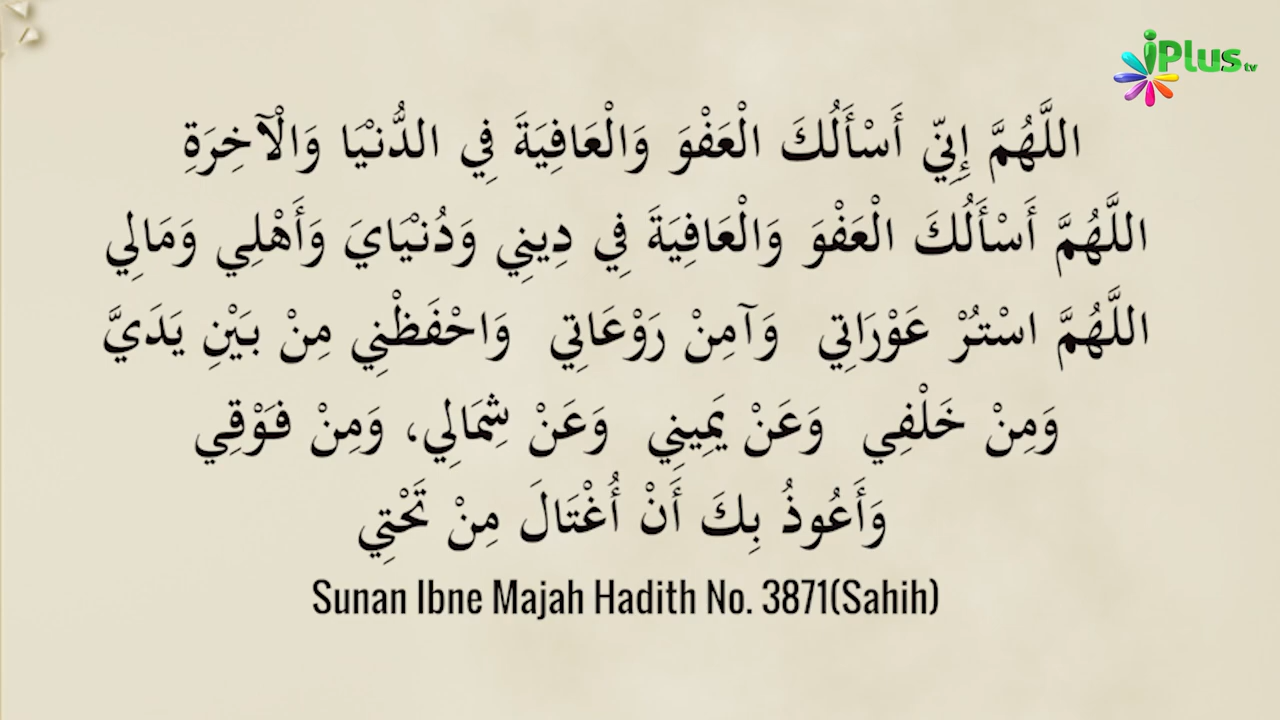 iPlus tv
اللَّهُمَّ إِنِّي أَسْأَلُكَ الْعَفْوَ وَالْعَافِيَةَ فِي الدُّنْيَا وَالْآخِرَةِ
اللَّهُمَّ أَسْأَلُكَ الْعَفْوَ وَالْعَافِيَةَ فِي دِينِي وَدُنْيَايَ وَأَهْلِي وَمَالِي
اللَّهُمَّ اسْتُرْ عَوْرَاتِي وَآمِنْ رَوْعَاتِي وَاحْفَظْنِي مِنْ بَيْنِ يَدَيَّ
وَمِنْ خَلْفِي وَعَنْ يَمِينِي وَعَنْ شِمَالِي، وَمِنْ فَوْقِي
وَأَعُوذُ بِكَ أَنْ أُغْتَالَ مِنْ تَحْتِي
Sunan Ibne Majah Hadith No. 3871(Sahih)